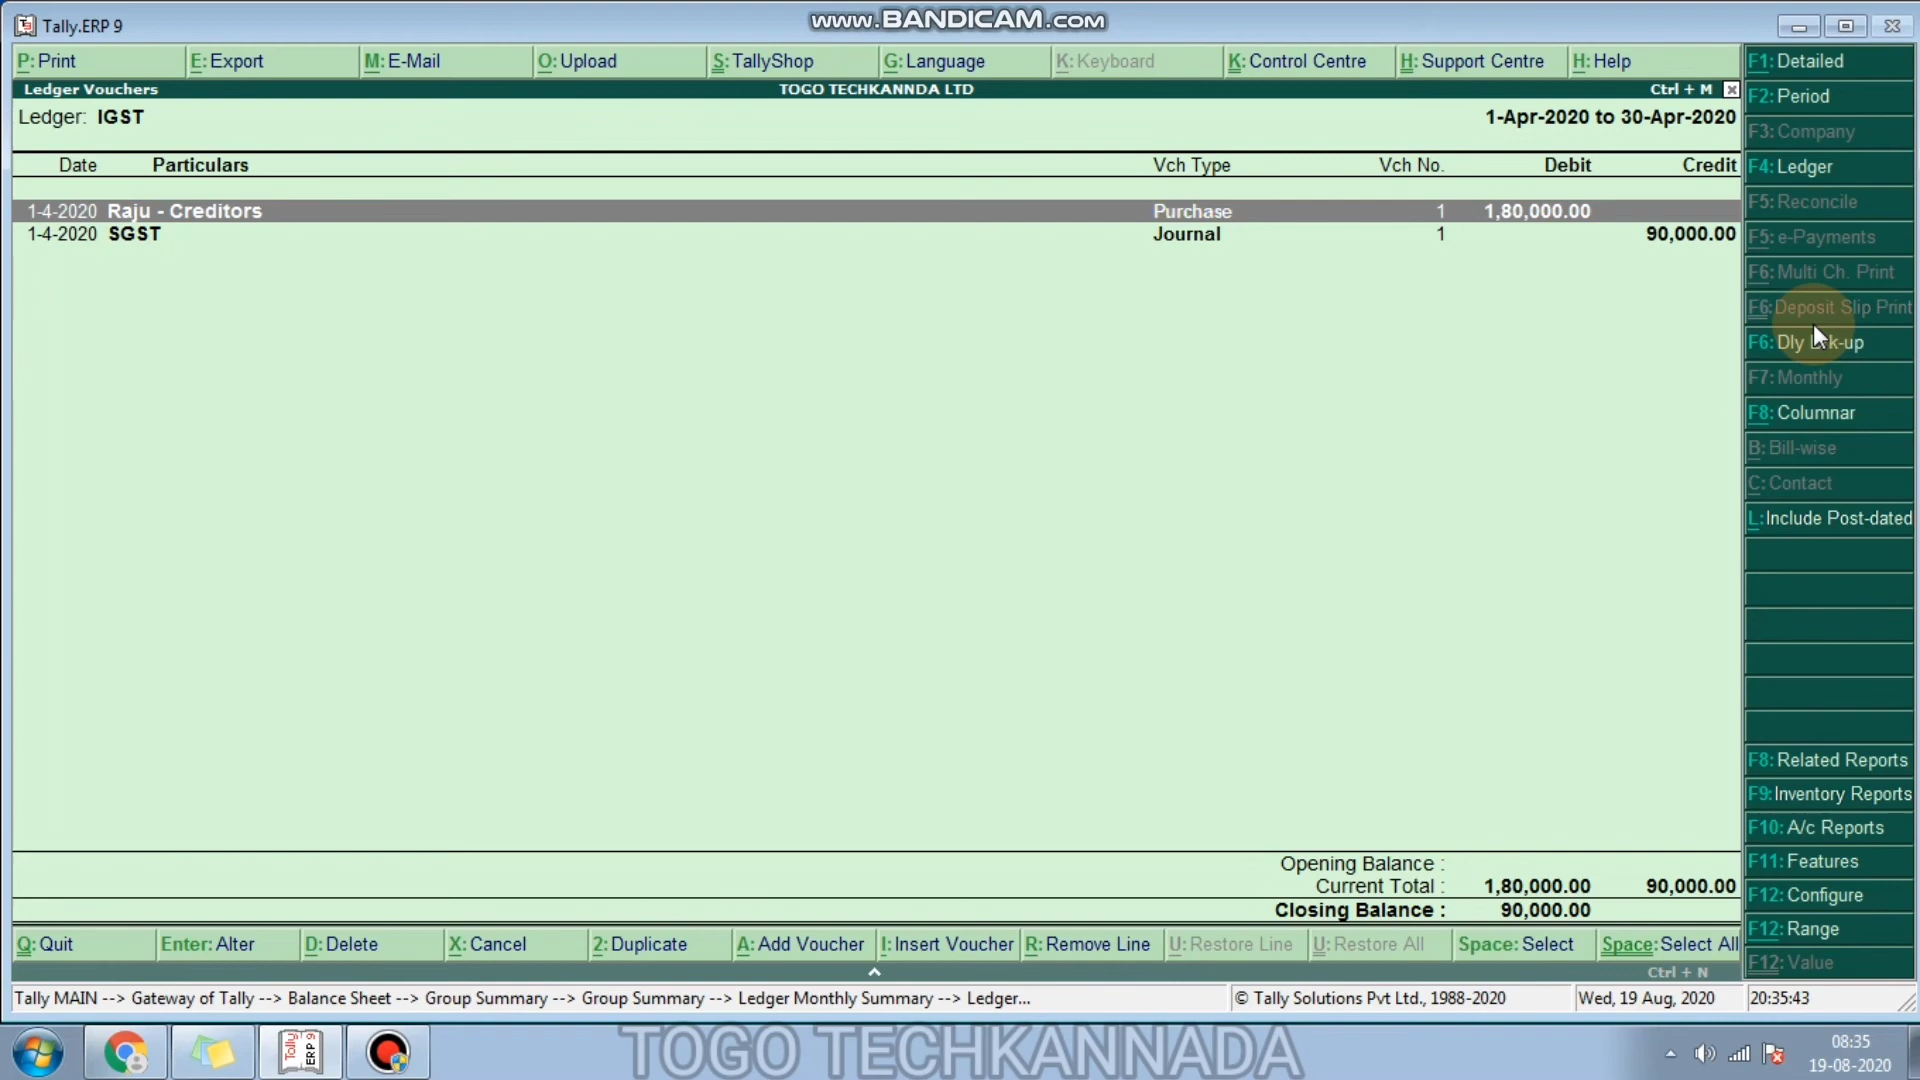 www.BANDICAM.com
Tally.ERP 9
P: Print E: Export M: E-Mail O: Upload S: TallyShop G: Language K: Keyboard K: Control Centre H: Support Centre H: Help
Ledger Vouchers TOGO TECHKANNDA LTD Ctrl + M
Ledger: IGST 1-Apr-2020 to 30-Apr-2020
Date Particulars Vch Type Vch No. Debit Credit
1-4-2020 Raju - Creditors Purchase 1 1,80,000.00
1-4-2020 SGST Journal 1 90,000.00
Opening Balance :
Current Total : 1,80,000.00 90,000.00
Closing Balance : 90,000.00
Q: Quit Enter: Alter D: Delete X: Cancel 2: Duplicate A: Add Voucher I: Insert Voucher R: Remove Line U: Restore Line U: Restore All Space: Select Space: Select All
Ctrl + N
F1: Detailed
F2: Period
F3: Company
F4: Ledger
F5: Reconcile
F5: e-Payments
F6: Multi Ch. Print
F6: Deposit Slip Print
F6: Dly
F7: Monthly
F8: Columnar
B: Bill-wise
C: Contact
L: Include Post-dated
F8: Related Reports
F9: Inventory Reports
F10: A/c Reports
F11: Features
F12: Configure
F12: Range
F12: Value
Tally MAIN --> Gateway of Tally --> Balance Sheet --> Group Summary --> Group Summary --> Ledger Monthly Summary --> Ledger... © Tally Solutions Pvt Ltd., 1988-2020 Wed, 19 Aug, 2020 20:35:43
Tally ERP 9
TOGO TECHKANNADA
08:35
19-08-2020